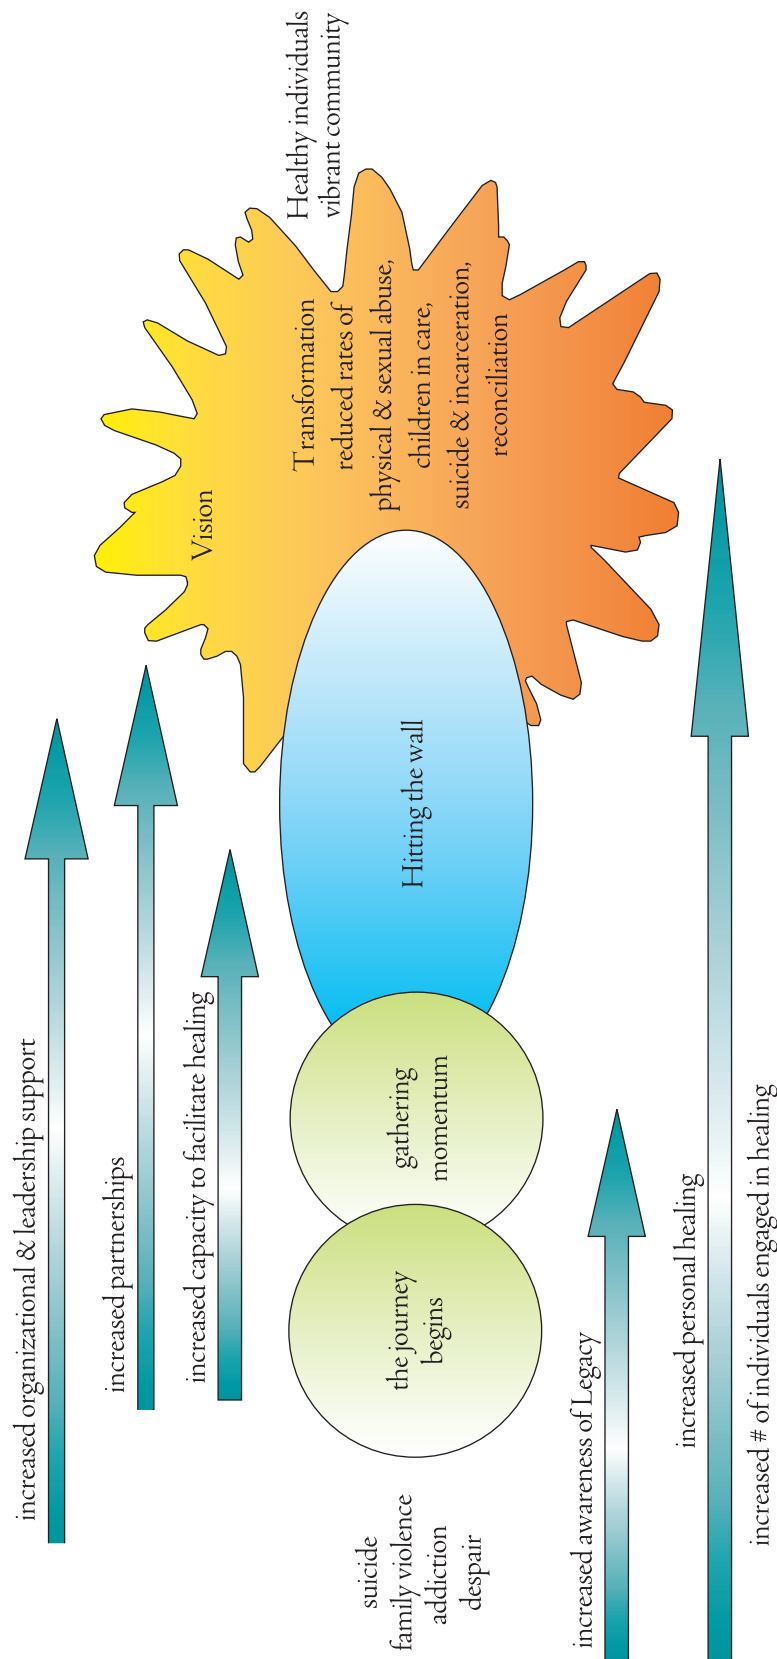 increased organizational & leadership support
increased partnerships
increased capacity to facilitate healing
suicide
family violence
addiction
despair
the journey
begins
gathering
momentum
Hitting the wall
Vision
Transformation
reduced rates of
physical & sexual abuse,
children in care,
suicide & incarceration,
reconciliation
Healthy individuals
vibrant community
increased awareness of Legacy
increased personal healing
increased # of individuals engaged in healing